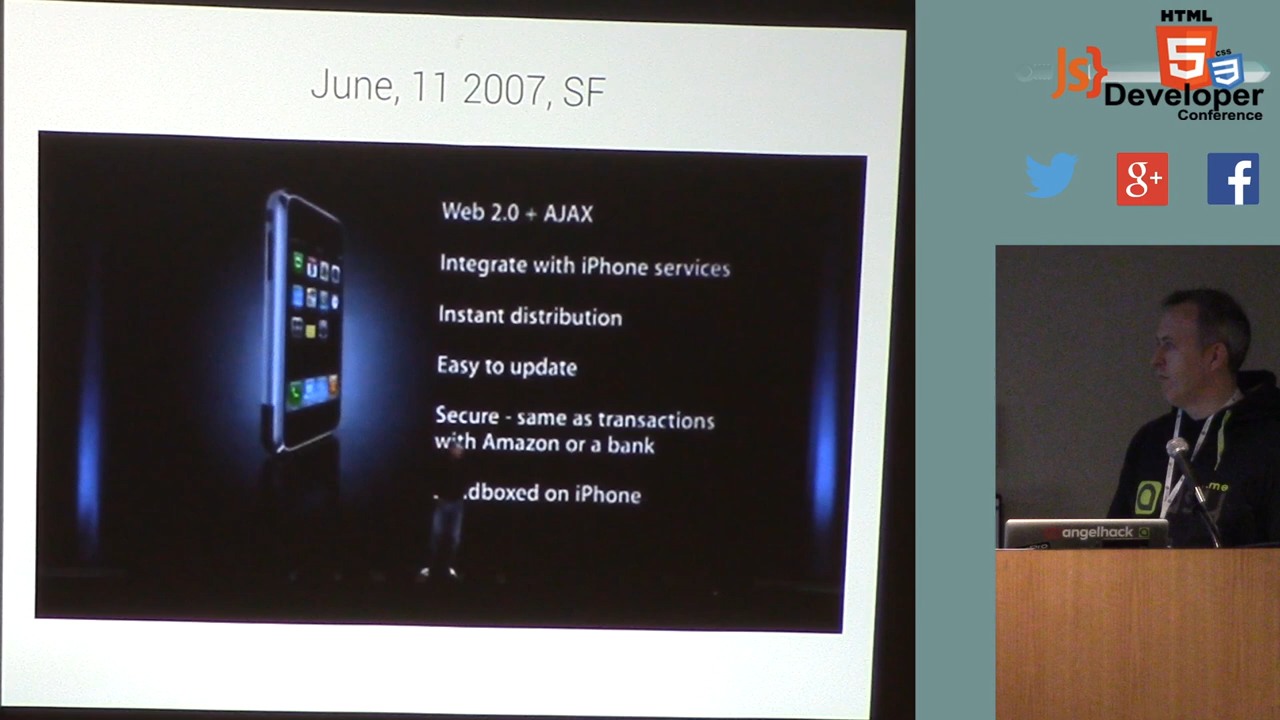 June, 11 2007, SF
Web 2.0 + AJAX
Integrate with iPhone services
Instant distribution
Easy to update
Secure - same as transactions
with Amazon or a bank
dboxed on iPhone
HTML
5
css
3
JS}
Developer
Conference
g+
f
.me
angelhack